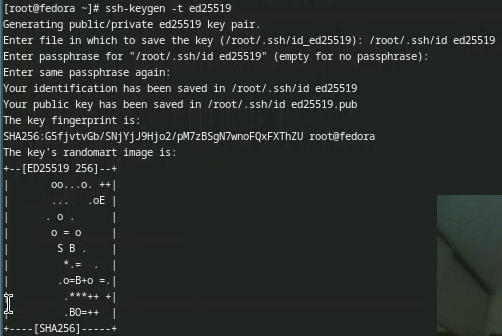 [root@fedora ~]# ssh-keygen -t ed25519
Generating public/private ed25519 key pair.
Enter file in which to save the key (/root/.ssh/id_ed25519): /root/.ssh/id ed25519
Enter passphrase for "/root/.ssh/id ed25519" (empty for no passphrase):
Enter same passphrase again:
Your identification has been saved in /root/.ssh/id ed25519
Your public key has been saved in /root/.ssh/id ed25519.pub
The key fingerprint is:
SHA256:G5fjvtvGb/SNjYjJ9Hjo2/pM7zBSgN7wnoFQxFXThZU root@fedora
The key's randomart image is:
+--[ED25519 256]--+
|       oo...o. ++|
|       ...   .oE |
|      . o .      |
|       o = o     |
|        S B .    |
|         *.=  .  |
|        .o=B+o =.|
|         .***++ +|
|         .BO=++  |
+----[SHA256]-----+